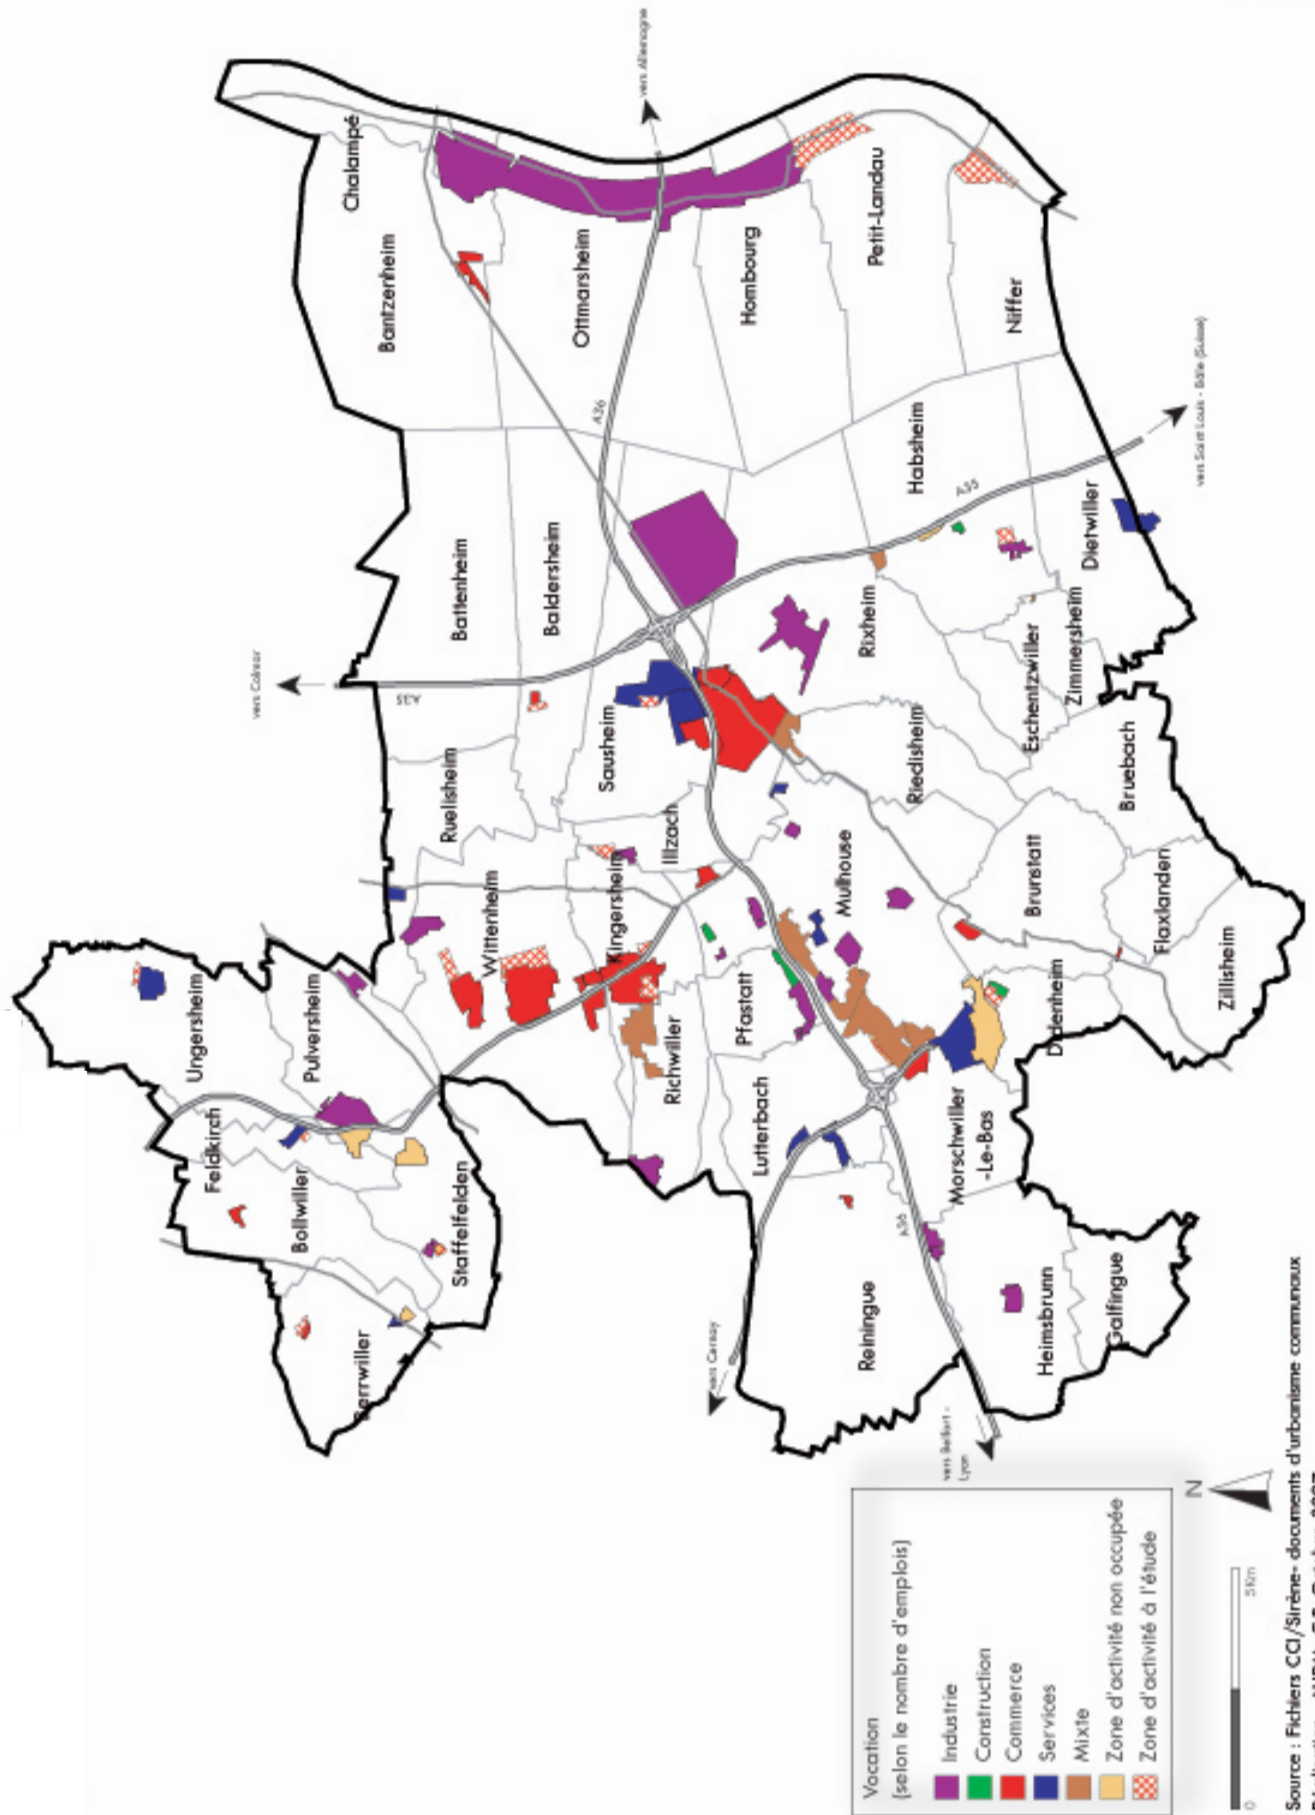 Ungersheim
Feldkirch
Pulversheim
Bollwiller
Staffelfelden
vers Colmar
A35
Ruelisheim
Wittenheim
Kingersheim
Richwiller
Battenheim
Baldersheim
Sausheim
Illzach
Pfastatt
Lutterbach
Chalampé
Bantzenheim
Ottmarsheim
vers Allemagne
A36
Hombourg
Petit-Landau
Niffer
Habsheim
A35
Dietwiller
vers Saint Louis - Bâle (Suisse)
Rixheim
Eschentzwiller
Zimmersheim
Riedisheim
Mulhouse
Bruebach
Brunstatt
Flaxlanden
Zillisheim
Didenheim
Morschwiller
-Le-Bas
Reiningue
A36
Heimsbrunn
Galfingue
vers Cernay
vers Belfort -
Lyon
Vocation
(selon le nombre d'emplois)
Industrie
Construction
Commerce
Services
Mixte
Zone d'activité non occupée
Zone d'activité à l'étude
N
0 5Km
Source : Fichiers CCI/Sirène- documents d'urbanisme communaux